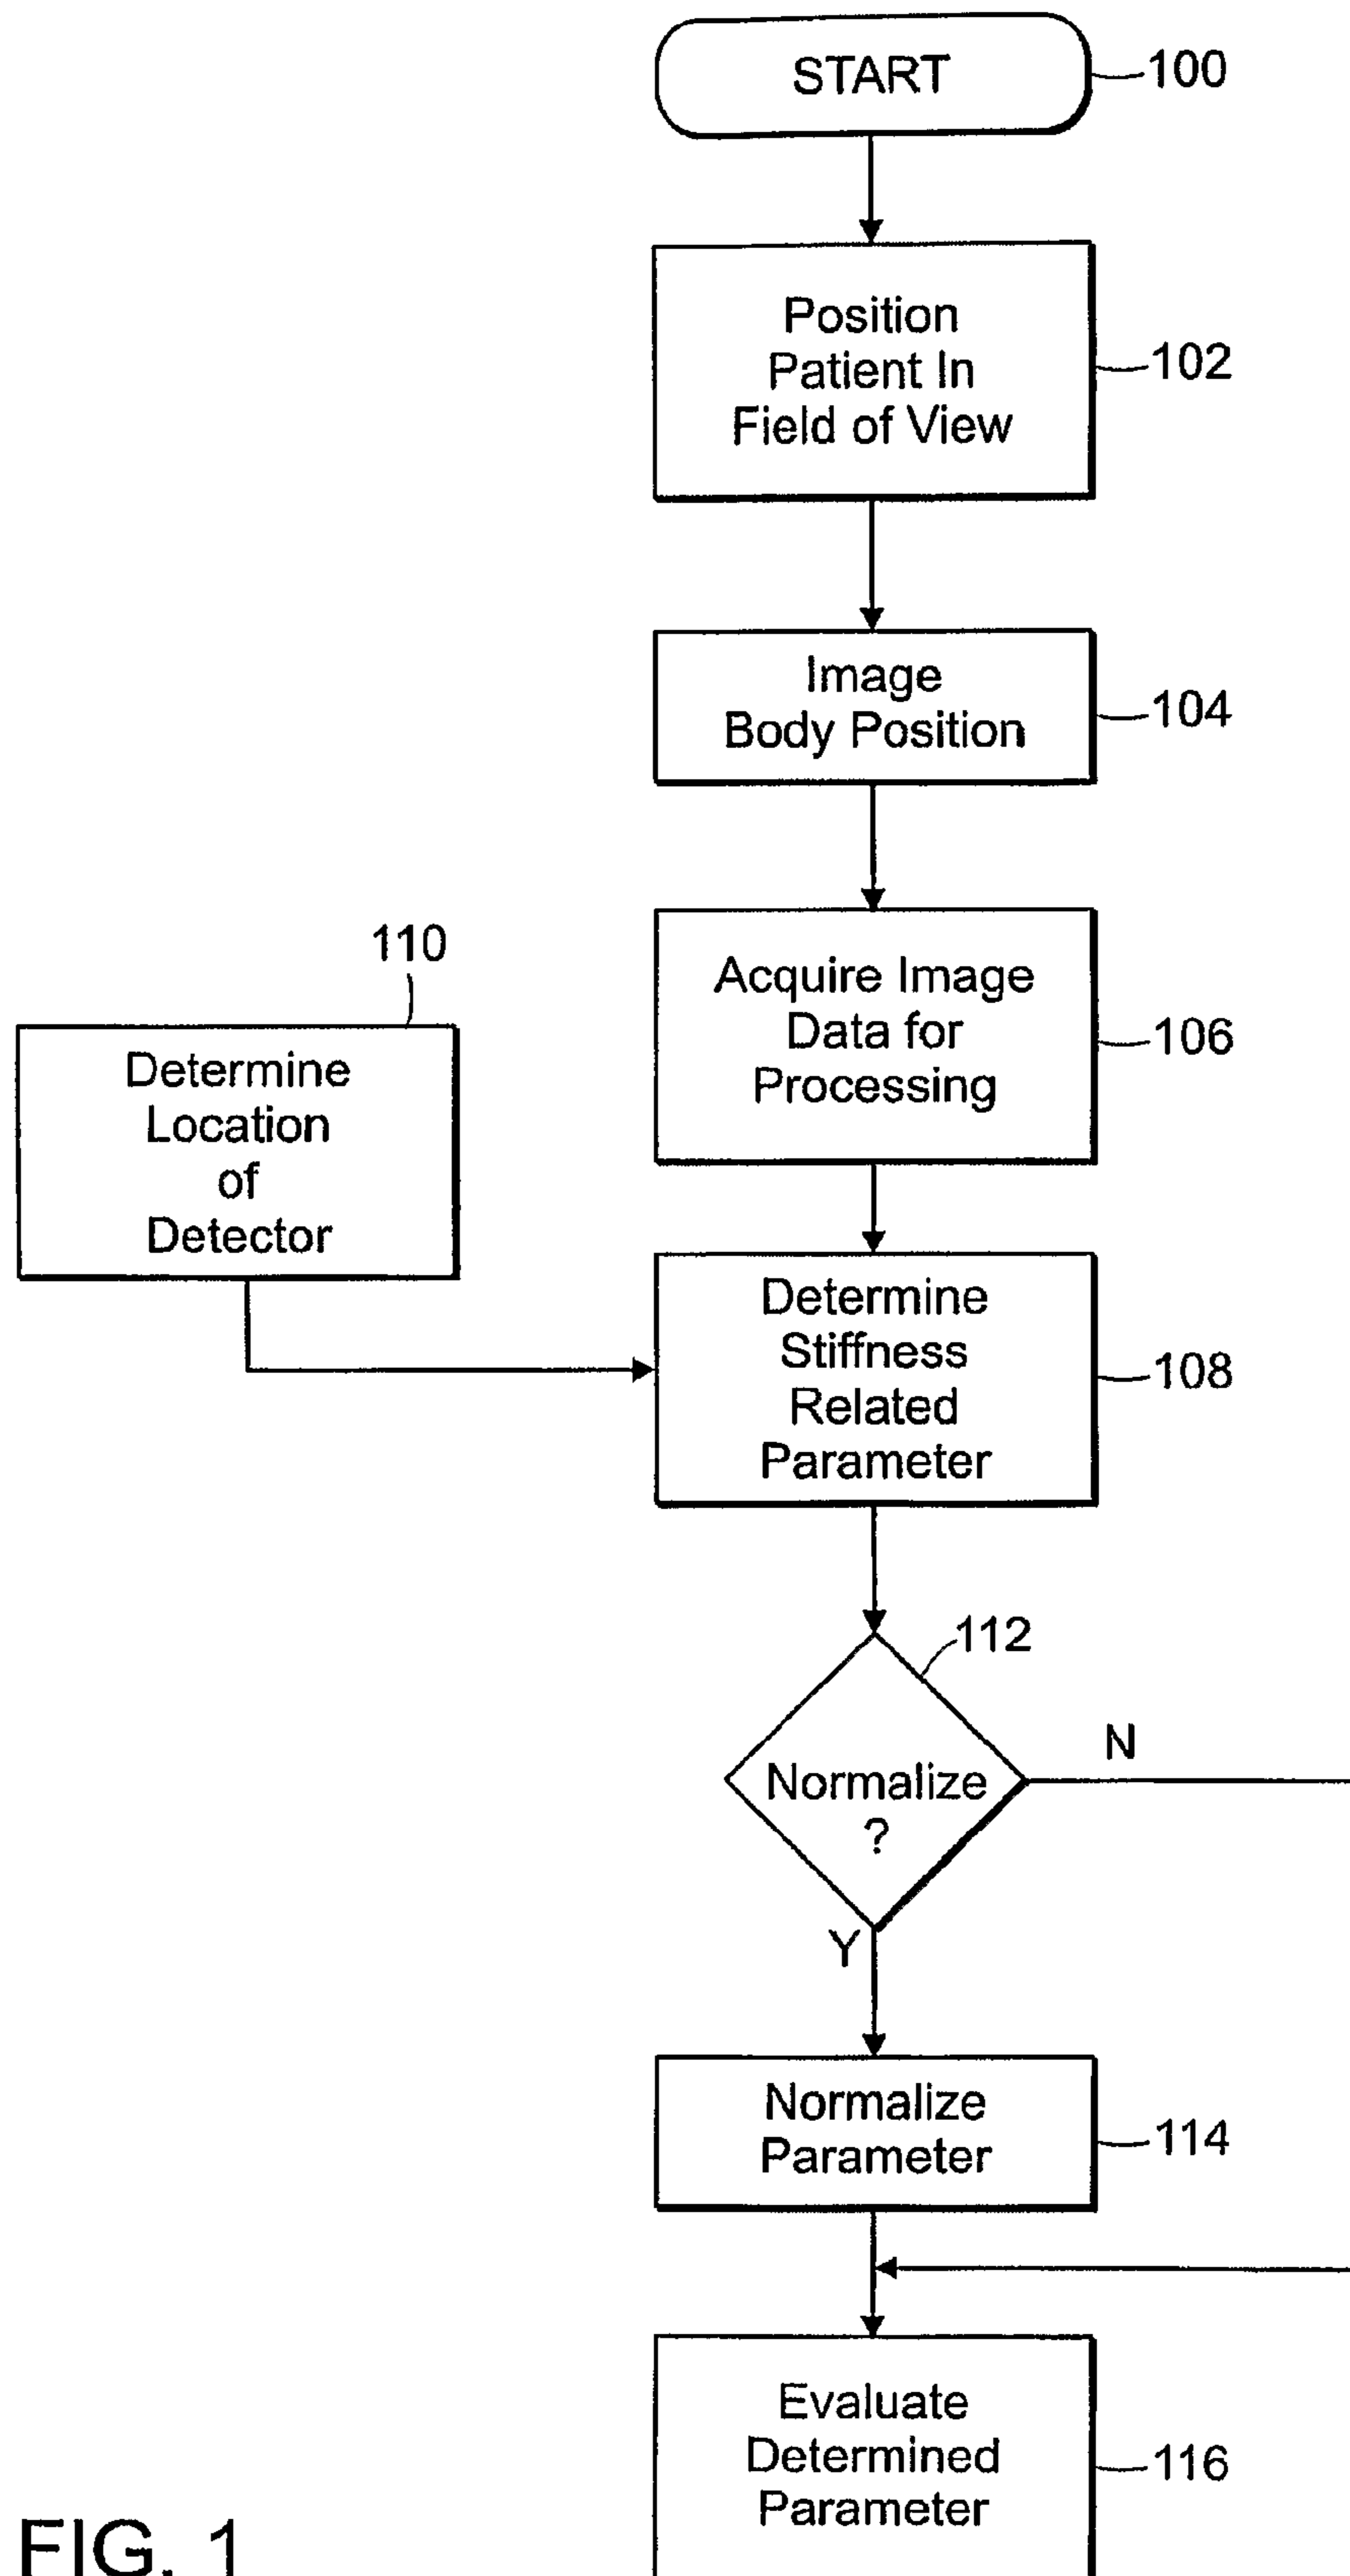 START
100
Position
Patient In
Field of View
102
Image
Body Position
104
Acquire Image
Data for
Processing
106
110
Determine
Location
of
Detector
Determine
Stiffness
Related
Parameter
108
112
Normalize
?
N
Y
Normalize
Parameter
114
Evaluate
Determined
Parameter
116
FIG. 1